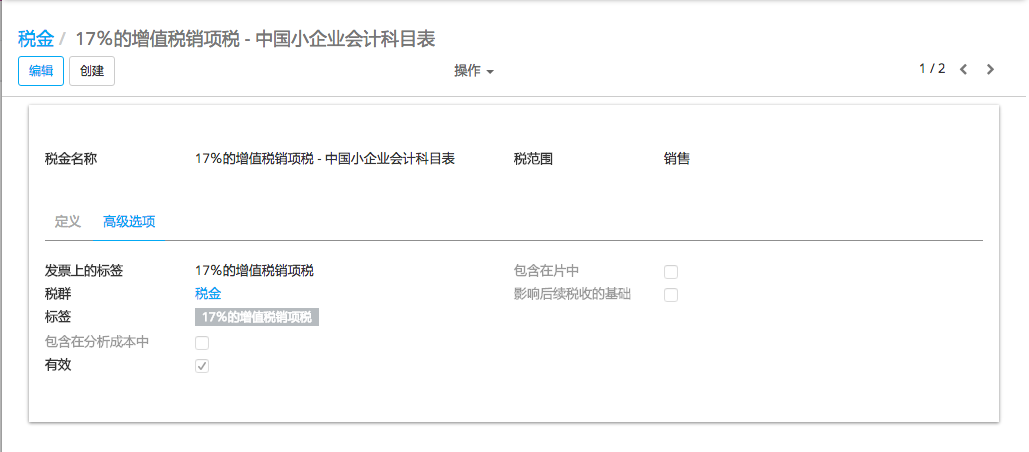 税金 / 17%的增值税销项税 - 中国小企业会计科目表
编辑 创建 操作 1 / 2
税金名称 17%的增值税销项税 - 中国小企业会计科目表 税范围 销售
定义 高级选项
发票上的标签 17%的增值税销项税 包含在片中
税群 税金 影响后续税收的基础
标签 17%的增值税销项税
包含在分析成本中
有效